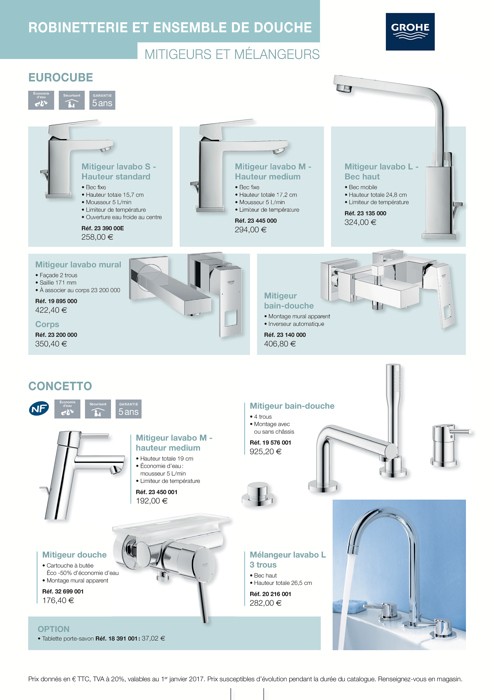 ROBINETTERIE ET ENSEMBLE DE DOUCHE
MITIGEURS ET MÉLANGEURS
GROHE
EUROCUBE
Économie d'eau
Mousseur
GARANTIE
5 ans
Mitigeur lavabo S -
Hauteur standard
• Bec fixe
• Hauteur totale 15,7 cm
• Mousseur 5 L/min
• Limiteur de température
• Ouverture eau froide au centre
Réf. 23 390 00E
258,00 €
Mitigeur lavabo M -
Hauteur medium
• Bec fixe
• Hauteur totale 17,2 cm
• Mousseur 5 L/min
• Limiteur de température
Réf. 23 445 000
294,00 €
Mitigeur lavabo L -
Bec haut
• Bec mobile
• Hauteur totale 24,8 cm
• Limiteur de température
Réf. 23 135 000
324,00 €
Mitigeur lavabo mural
• Façade 2 trous
• Saillie 171 mm
• À associer au corps 23 200 000
Réf. 19 895 000
422,40 €
Corps
Réf. 23 200 000
350,40 €
Mitigeur
bain-douche
• Montage mural apparent
• Inverseur automatique
Réf. 23 140 000
406,80 €
CONCETTO
NF
Économie d'eau
Mousseur
GARANTIE
5 ans
Mitigeur lavabo M -
hauteur medium
• Hauteur totale 19 cm
• Économie d'eau :
mousseur 5 L/min
• Limiteur de température
Réf. 23 450 001
192,00 €
Mitigeur bain-douche
• 4 trous
• Montage avec
ou sans châssis
Réf. 19 576 001
925,20 €
Mitigeur douche
• Cartouche à butée
Éco -50% d'économie d'eau
• Montage mural apparent
Réf. 32 699 001
176,40 €
Mélangeur lavabo L
3 trous
• Bec haut
• Hauteur totale 26,5 cm
Réf. 20 216 001
282,00 €
OPTION
• Tablette porte-savon Réf. 18 391 001 : 37,02 €
Prix donnés en € TTC, TVA à 20%, valables au 1er janvier 2017. Prix susceptibles d'évolution pendant la durée du catalogue. Renseignez-vous en magasin.